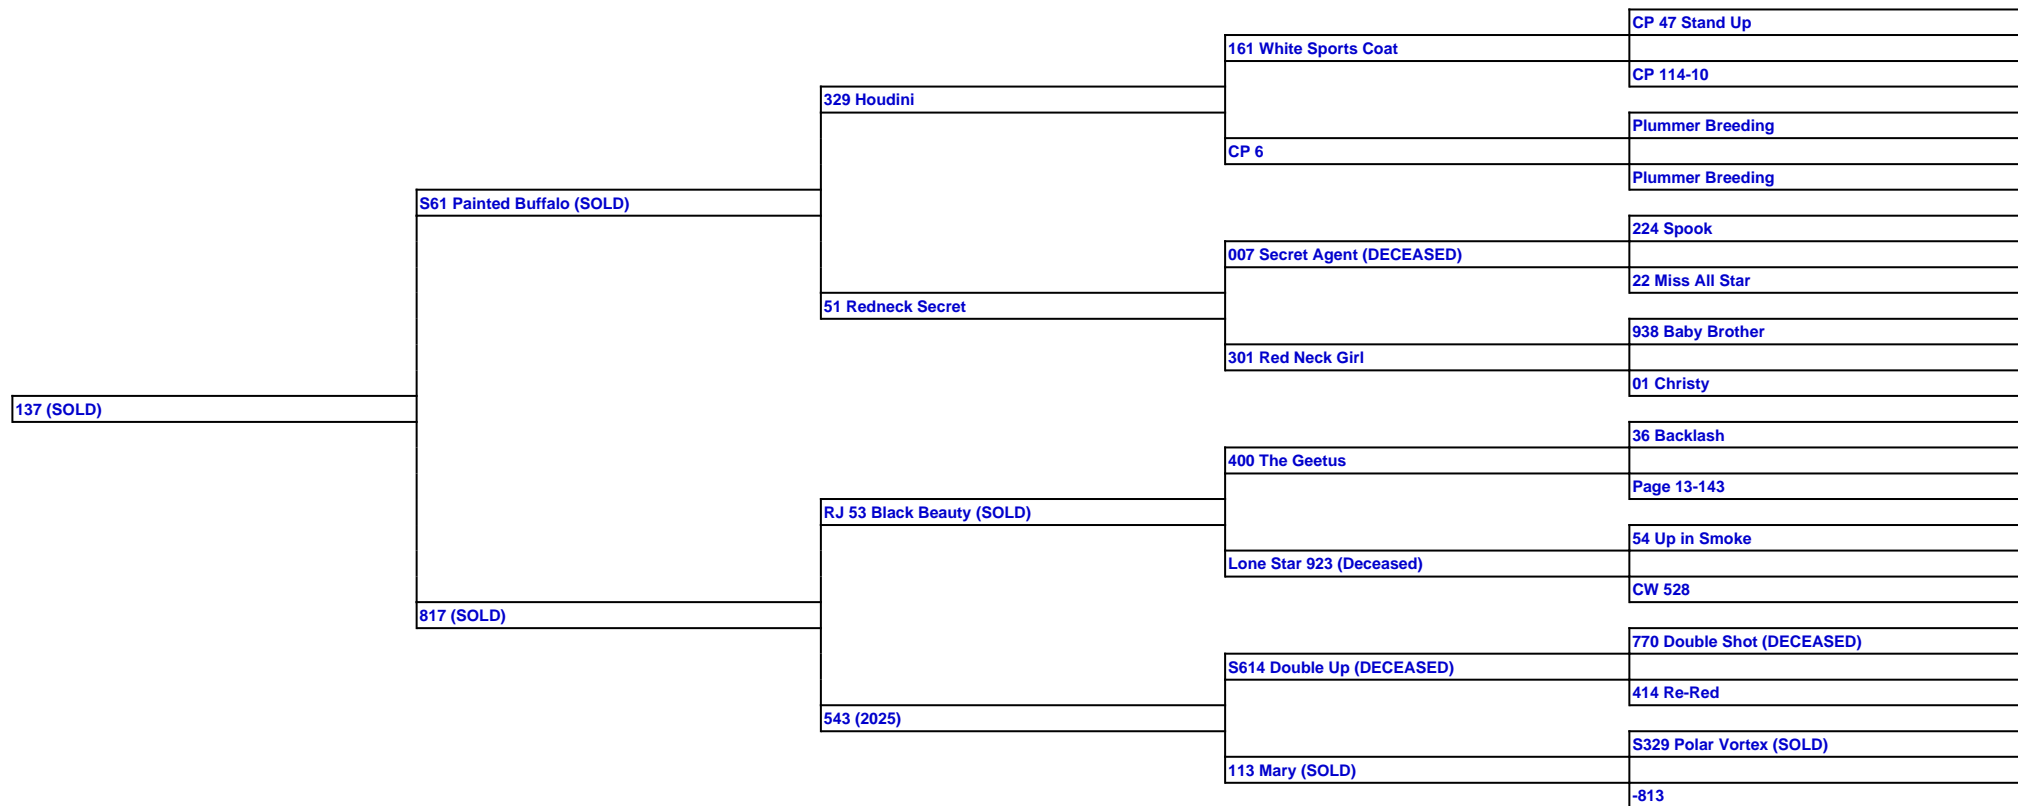 CP 47 Stand Up
161 White Sports Coat
CP 114-10
329 Houdini
Plummer Breeding
CP 6
Plummer Breeding
S61 Painted Buffalo (SOLD)
224 Spook
007 Secret Agent (DECEASED)
22 Miss All Star
51 Redneck Secret
938 Baby Brother
301 Red Neck Girl
01 Christy
137 (SOLD)
36 Backlash
400 The Geetus
Page 13-143
RJ 53 Black Beauty (SOLD)
54 Up in Smoke
Lone Star 923 (Deceased)
CW 528
817 (SOLD)
770 Double Shot (DECEASED)
S614 Double Up (DECEASED)
414 Re-Red
543 (2025)
S329 Polar Vortex (SOLD)
113 Mary (SOLD)
-813